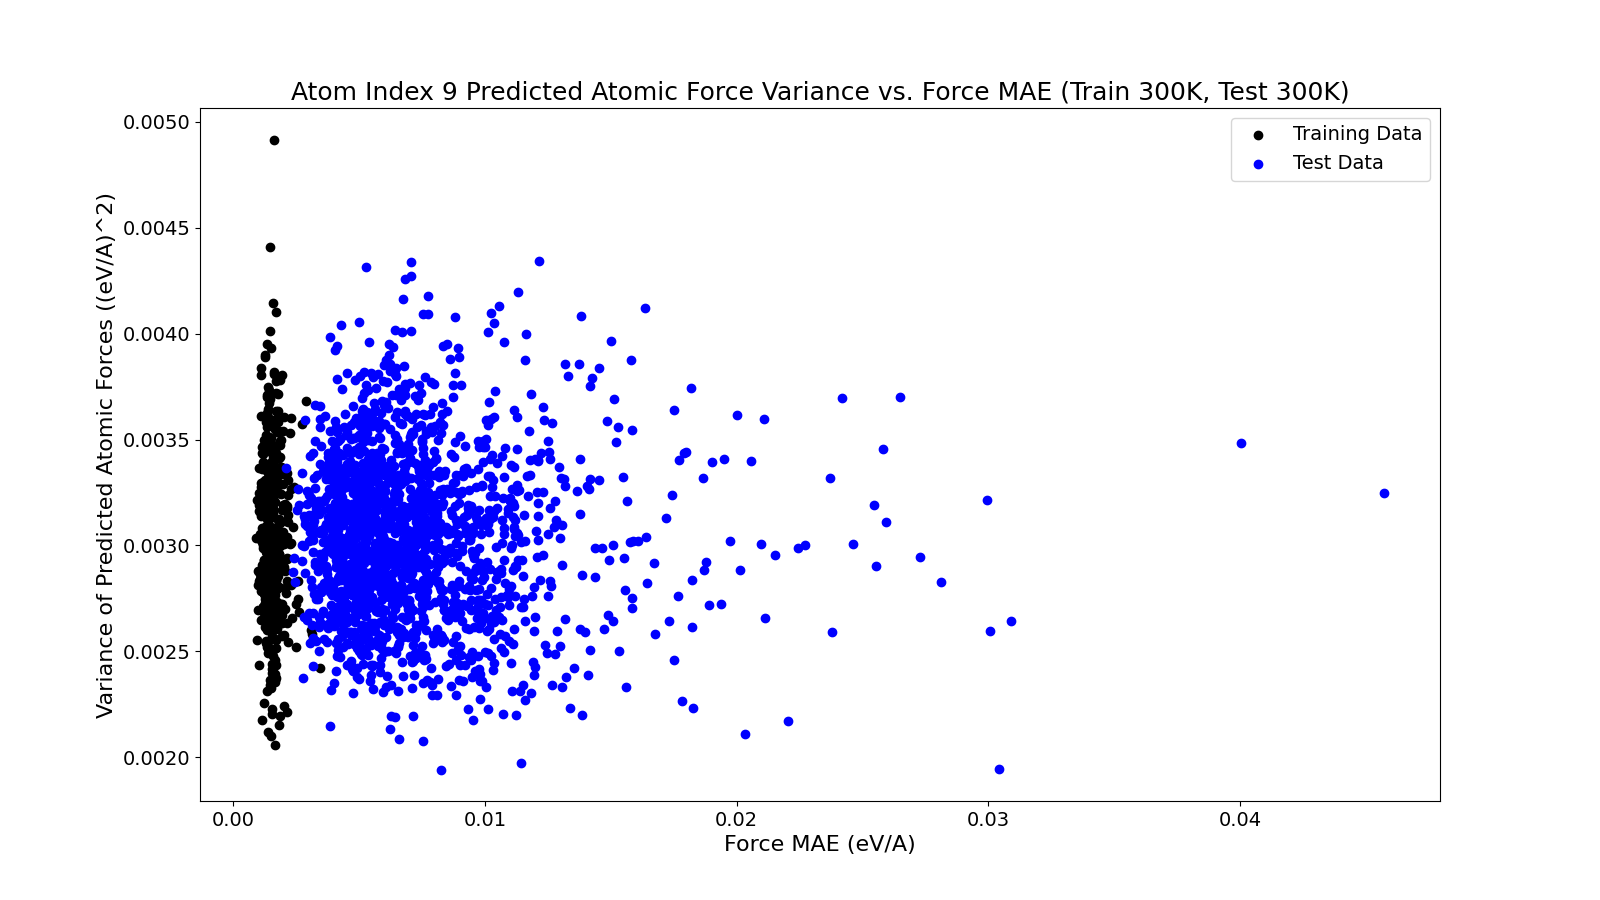 Atom Index 9 Predicted Atomic Force Variance vs. Force MAE (Train 300K, Test 300K)
Training Data
Test Data
Variance of Predicted Atomic Forces ((eV/A)^2)
0.0050
0.0045
0.0040
0.0035
0.0030
0.0025
0.0020
0.00
0.01
0.02
0.03
0.04
Force MAE (eV/A)